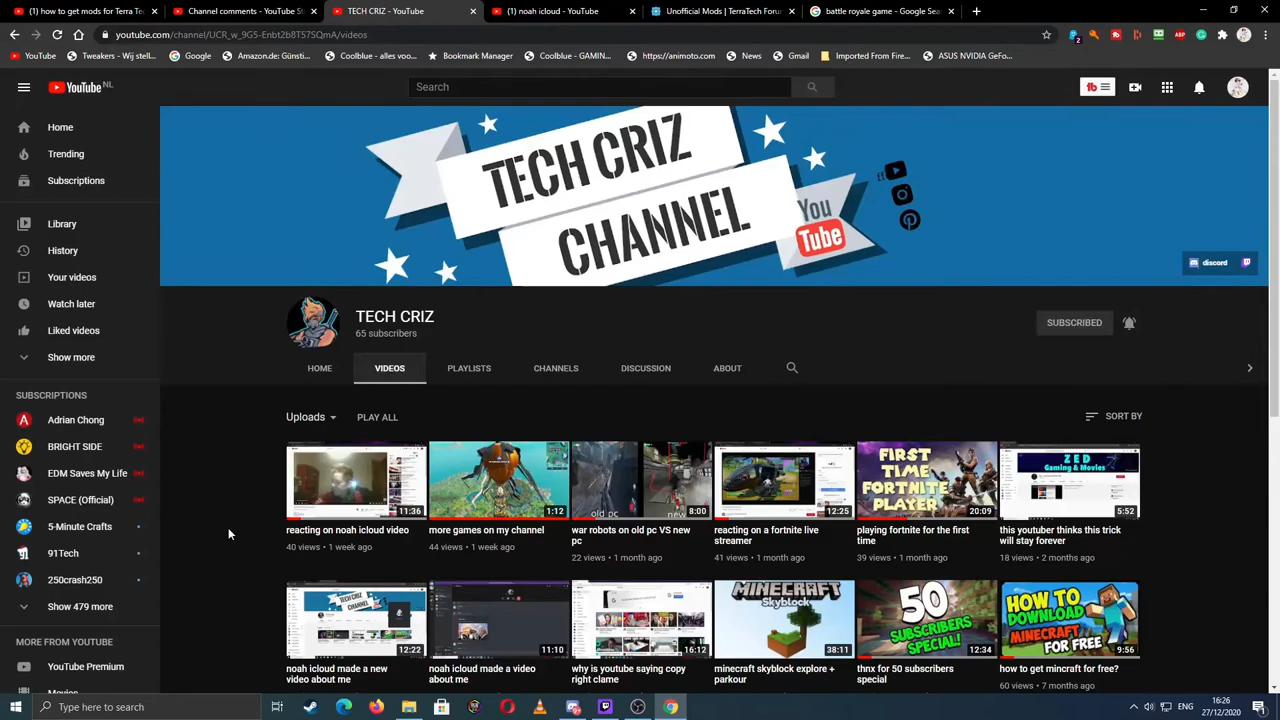 (1) how to get mods for Terra Tec
Channel comments - YouTube St
TECH CRIZ - YouTube
(1) noah icloud - YouTube
Unofficial Mods | TerraTech Forum
battle royale game - Google Sear
youtube.com/channel/UCR_w_9G5-Enbt2b8T57SQmA/videos
YouTube
Tweakers - Wij stell...
Google
Amazon.de: Günsti...
Coolblue - alles voo...
Bookmark Manager
Coolblue - GAMIN...
https://animoto.com
News
Gmail
Imported From Fire...
ASUS NVIDIA GeFo...
YouTube NL
Search
Home
Trending
Subscriptions
Library
History
Your videos
Watch later
Liked videos
Show more
SUBSCRIPTIONS
Adrian Chong
BRIGHT SIDE
EDM Saves My Life
SPACE (Official)
5-Minute Crafts
91Tech
250crash250
Show 479 more
MORE FROM YOUTUBE
YouTube Premium
Movies
TECH CRIZ
CHANNEL
You
Tube
discord
TECH CRIZ
65 subscribers
SUBSCRIBED
HOME
VIDEOS
PLAYLISTS
CHANNELS
DISCUSSION
ABOUT
Uploads
PLAY ALL
SORT BY
11:36
reacting on noah icloud video
40 views • 1 week ago
1:12
more games on my channel
44 views • 1 week ago
old pc
new
8:00
war robots on old pc VS new
pc
22 views • 1 month ago
12:25
reacting on a fortnite live
streamer
41 views • 1 month ago
FIRST
TIME
FORTNITE
PLAYER
20:09
playing fortnite for the first
time
39 views • 1 month ago
ZED
Gaming & Movies
5:52
this youtuber thinks this trick
will stay forever
18 views • 2 months ago
12:22
noah icloud made a new
video about me
11:10
noah icloud made a video
about me
16:12
why is youtube saying copy
right clame
MINECRAFT
SKYBLOCK
38:11
minecraft skyblock explore +
parkour
50
SUBSCRIBERS
SPECIAL!
12:34
thnx for 50 subscribers
special
HOW TO
DOWNLOAD
MINECRAFT
FOR FREE
9:56
how to get mincraft for free?
60 views • 7 months ago
Type here to search
ENG
16:26
27/12/2020